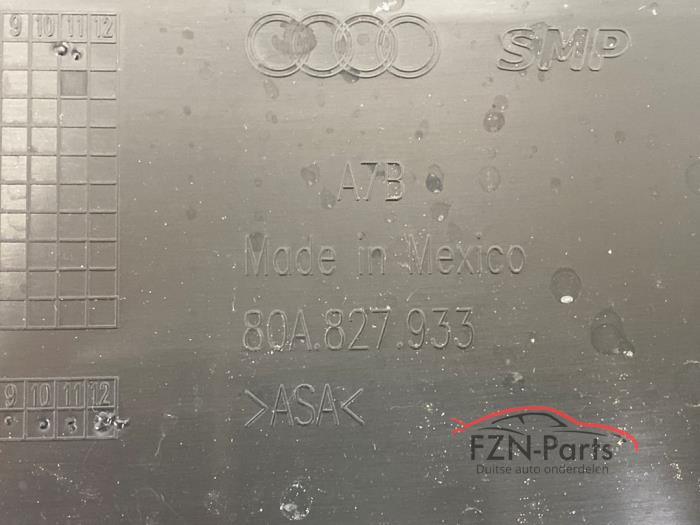 9 10 11 12
SMP
A7B
Made in Mexico
80A.827.933
>ASA<
9 10 11 12
FZN-Parts
Duitse auto onderdelen